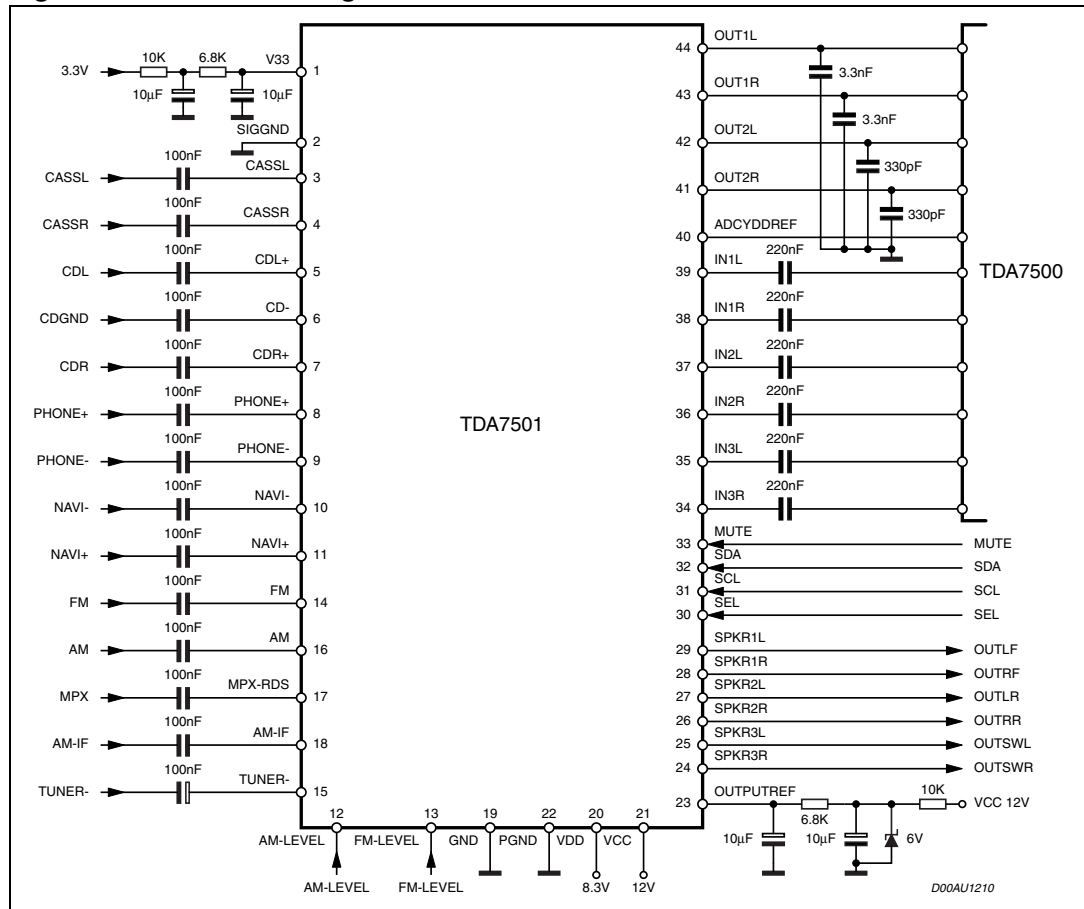 3.3V 10K 6.8K V33 1
10µF 10µF
SIGGND 2
100nF
CASSL CASSL 3
100nF
CASSR CASSR 4
100nF
CDL CDL+ 5
100nF
CDGND CD- 6
100nF
CDR CDR+ 7
100nF
PHONE+ PHONE+ 8
100nF
PHONE- PHONE- 9
100nF
NAVI- NAVI- 10
100nF
NAVI+ NAVI+ 11
100nF
FM FM 14
100nF
AM AM 16
100nF
MPX MPX-RDS 17
100nF
AM-IF AM-IF 18
100nF
TUNER- TUNER- 15
TDA7501
44 OUT1L
3.3nF
43 OUT1R
3.3nF
42 OUT2L
330pF
41 OUT2R
330pF
40 ADCYDDREF
39 IN1L 220nF
38 IN1R 220nF
37 IN2L 220nF
36 IN2R 220nF
35 IN3L 220nF
34 IN3R 220nF
TDA7500
33 MUTE MUTE
32 SDA SDA
31 SCL SCL
30 SEL SEL
29 SPKR1L OUTLF
28 SPKR1R OUTRF
27 SPKR2L OUTLR
26 SPKR2R OUTRR
25 SPKR3L OUTSWL
24 SPKR3R OUTSWR
23 OUTPUTREF 6.8K 10K VCC 12V
10µF 10µF 6V
12 13 19 22 20 21
AM-LEVEL FM-LEVEL GND PGND VDD VCC
AM-LEVEL FM-LEVEL 8.3V 12V
D00AU1210